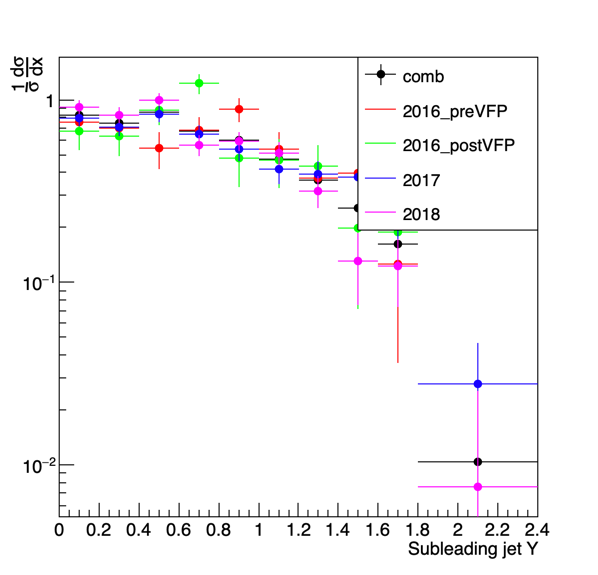 1/σ dσ/dx
comb
2016_preVFP
2016_postVFP
2017
2018
1
10⁻¹
10⁻²
0 0.2 0.4 0.6 0.8 1 1.2 1.4 1.6 1.8 2 2.2 2.4
Subleading jet Y